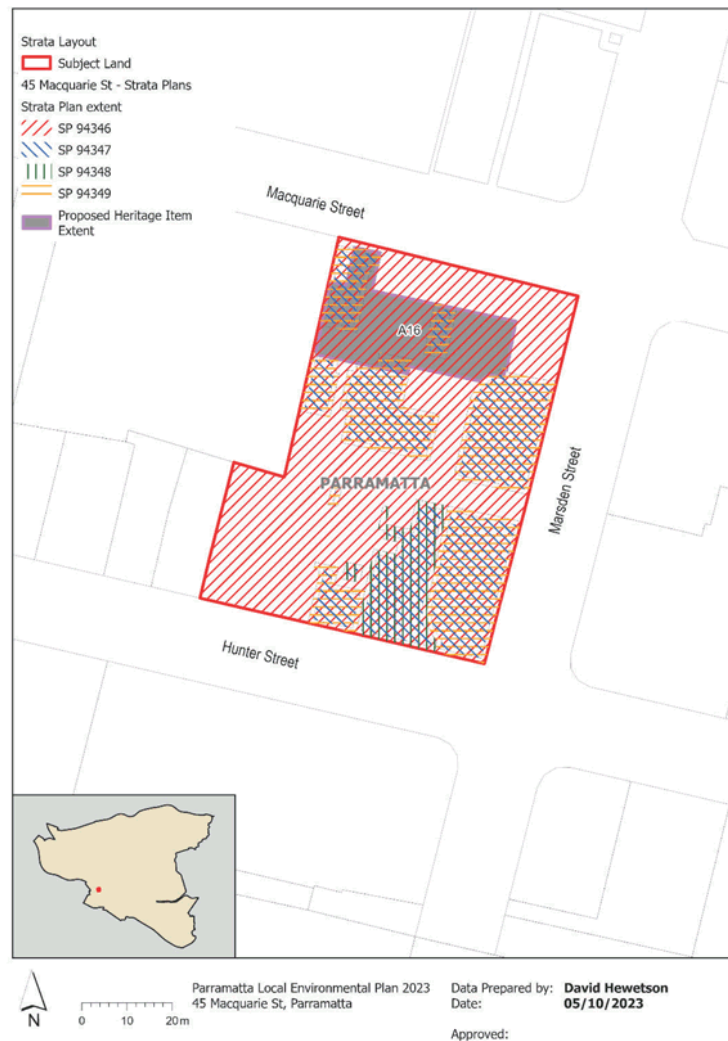 Strata Layout
Subject Land
45 Macquarie St - Strata Plans
Strata Plan extent
SP 94346
SP 94347
SP 94348
SP 94349
Proposed Heritage Item
Extent
Macquarie Street
A16
PARRAMATTA
Marsden Street
Hunter Street
N
0 10 20 m
Parramatta Local Environmental Plan 2023
45 Macquarie St, Parramatta
Data Prepared by: David Hewetson
Date: 05/10/2023
Approved: